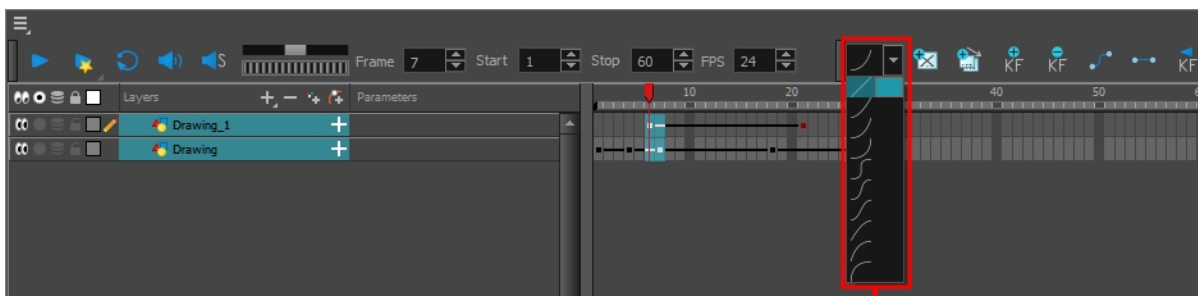 S Frame 7 Start 1 Stop 60 FPS 24 KF KF KF
Layers Parameters 10 20 40 50
Drawing_1
Drawing